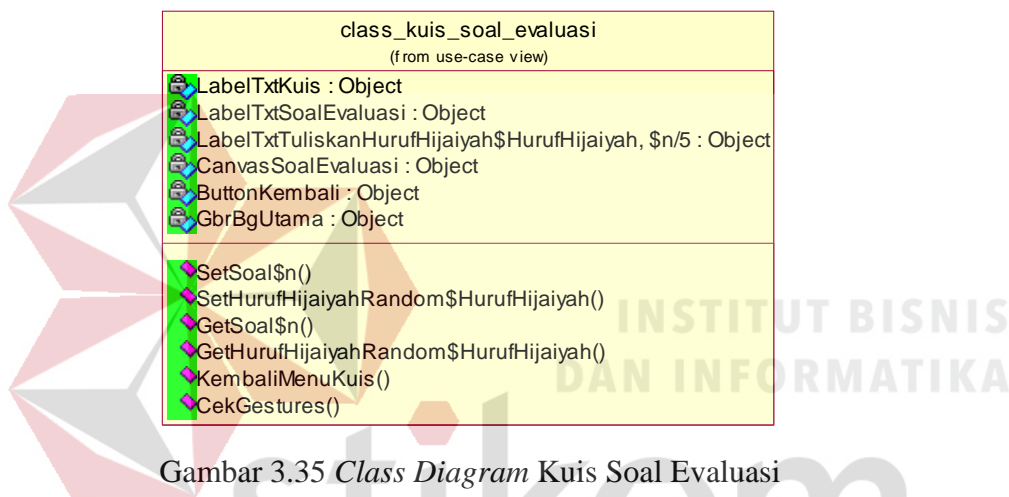 class_kuis_soal_evaluasi
(from use-case view)
LabelTxtKuis : Object
LabelTxtSoalEvaluasi : Object
LabelTxtTuliskanHurufHijaiyah$HurufHijaiyah, $n/5 : Object
CanvasSoalEvaluasi : Object
ButtonKembali : Object
GbrBgUtama : Object
SetSoal$n()
SetHurufHijaiyahRandom$HurufHijaiyah()
GetSoal$n()
GetHurufHijaiyahRandom$HurufHijaiyah()
KembaliMenuKuis()
CekGestures()
INSTITUT BISNIS
DAN INFORMATIKA
Gambar 3.35 Class Diagram Kuis Soal Evaluasi
stikom